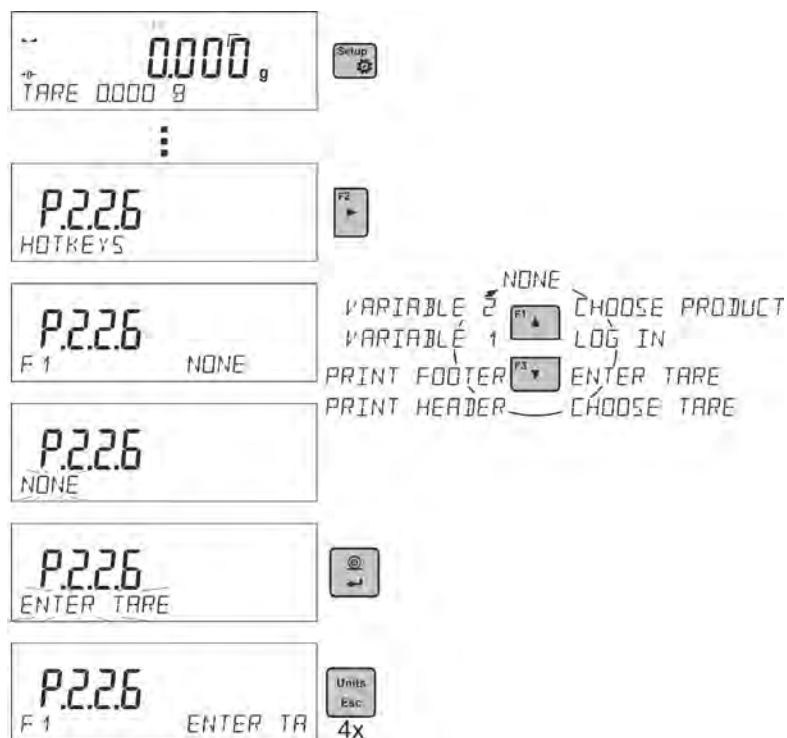 0.000 g
TARE 0.000 g
Setup
P.2.2.6
HOTKEYS
F2
P.2.2.6
F1 NONE
NONE
VARIABLE 2 F1 CHOOSE PRODUCT
VARIABLE 1 LOG IN
PRINT FOOTER F3 ENTER TARE
PRINT HEADER CHOOSE TARE
P.2.2.6
NONE
P.2.2.6
ENTER TARE
P.2.2.6
F1 ENTER TA
Units
Esc
4x